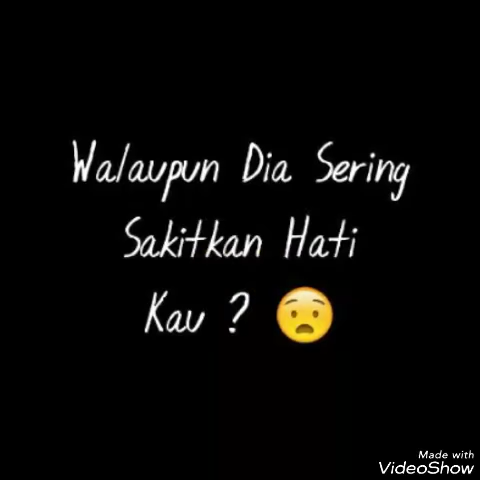 Walaupun Dia Sering
Sakitkan Hati
Kau ? 😧
Made with
VideoShow